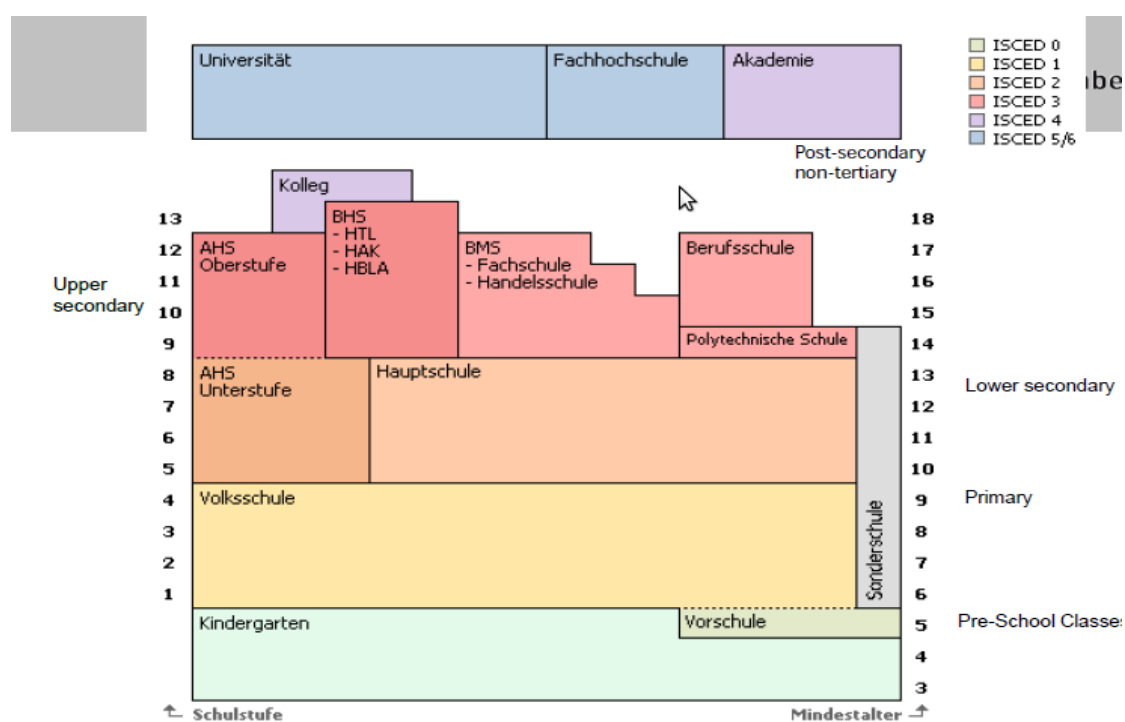 Universität
Fachhochschule
Akademie
ISCED 0
ISCED 1
ISCED 2
ISCED 3
ISCED 4
ISCED 5/6
Post-secondary
non-tertiary
Kolleg
13
18
BHS
- HTL
- HAK
- HBLA
12
AHS
Oberstufe
BMS
- Fachschule
- Handelsschule
Berufsschule
17
Upper
secondary
11
16
10
15
9
Polytechnische Schule
14
8
AHS
Unterstufe
Hauptschule
13
Lower secondary
7
12
6
11
5
10
4
Volksschule
9
Primary
3
8
2
7
1
6
Sonderschule
Kindergarten
Vorschule
5
Pre-School Classes
4
3
Schulstufe
Mindestalter